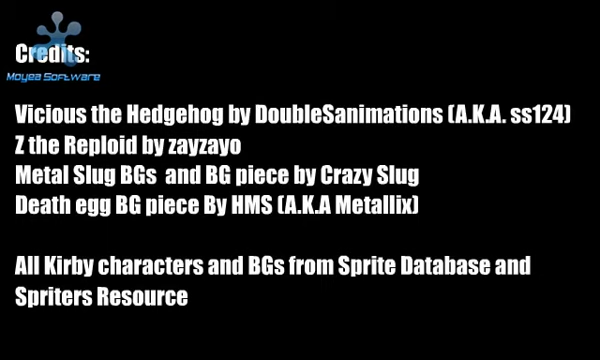 Credits:
Moyea Software
Vicious the Hedgehog by DoubleSanimations (A.K.A. ss124)
Z the Reploid by zayzayo
Metal Slug BGs and BG piece by Crazy Slug
Death egg BG piece By HMS (A.K.A Metallix)
All Kirby characters and BGs from Sprite Database and
Spriters Resource